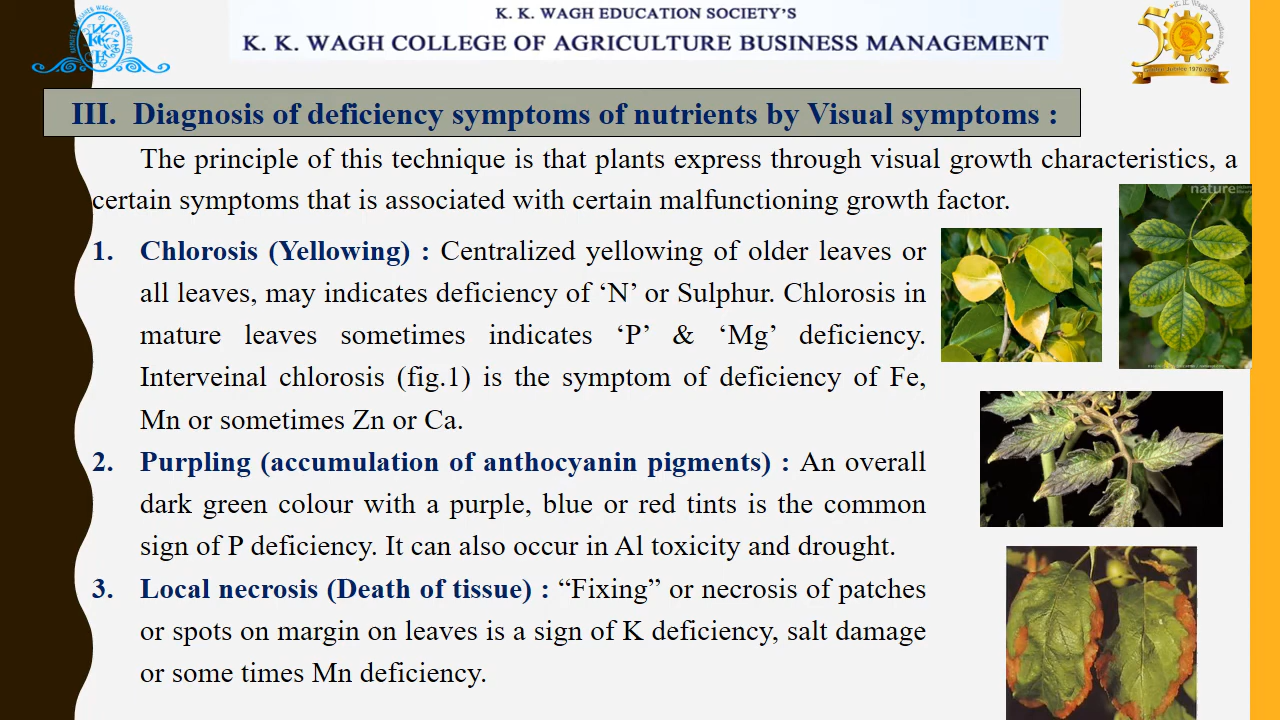 K. K. WAGH EDUCATION SOCIETY'S
K. K. WAGH COLLEGE OF AGRICULTURE BUSINESS MANAGEMENT
III. Diagnosis of deficiency symptoms of nutrients by Visual symptoms :
The principle of this technique is that plants express through visual growth characteristics, a
certain symptoms that is associated with certain malfunctioning growth factor.
1. Chlorosis (Yellowing) : Centralized yellowing of older leaves or
all leaves, may indicates deficiency of ‘N’ or Sulphur. Chlorosis in
mature leaves sometimes indicates ‘P’ & ‘Mg’ deficiency.
Interveinal chlorosis (fig.1) is the symptom of deficiency of Fe,
Mn or sometimes Zn or Ca.
2. Purpling (accumulation of anthocyanin pigments) : An overall
dark green colour with a purple, blue or red tints is the common
sign of P deficiency. It can also occur in Al toxicity and drought.
3. Local necrosis (Death of tissue) : “Fixing” or necrosis of patches
or spots on margin on leaves is a sign of K deficiency, salt damage
or some times Mn deficiency.
nature